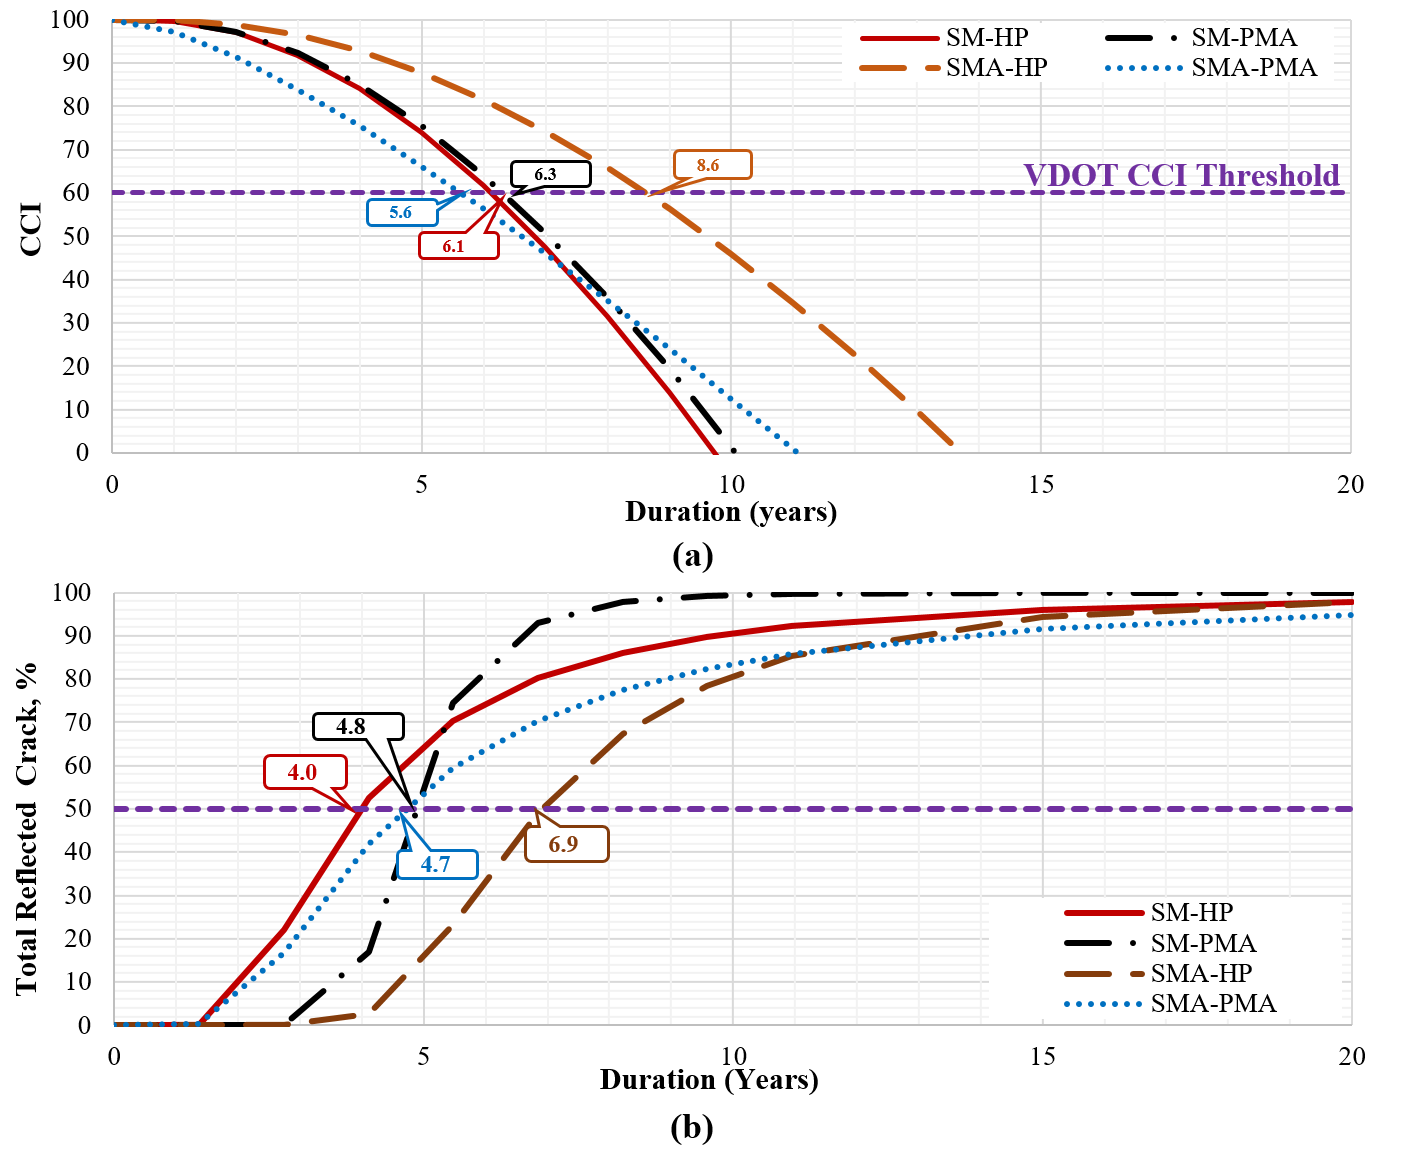 100
90
80
70
60
50
40
30
20
10
0
CCI
SM-HP
SM-PMA
SMA-HP
SMA-PMA
VDOT CCI Threshold
8.6
6.3
5.6
6.1
0 5 10 15 20
Duration (years)
(a)
100
90
80
70
60
50
40
30
20
10
0
Total Reflected Crack, %
4.8
4.0
4.7
6.9
SM-HP
SM-PMA
SMA-HP
SMA-PMA
0 5 10 15 20
Duration (Years)
(b)